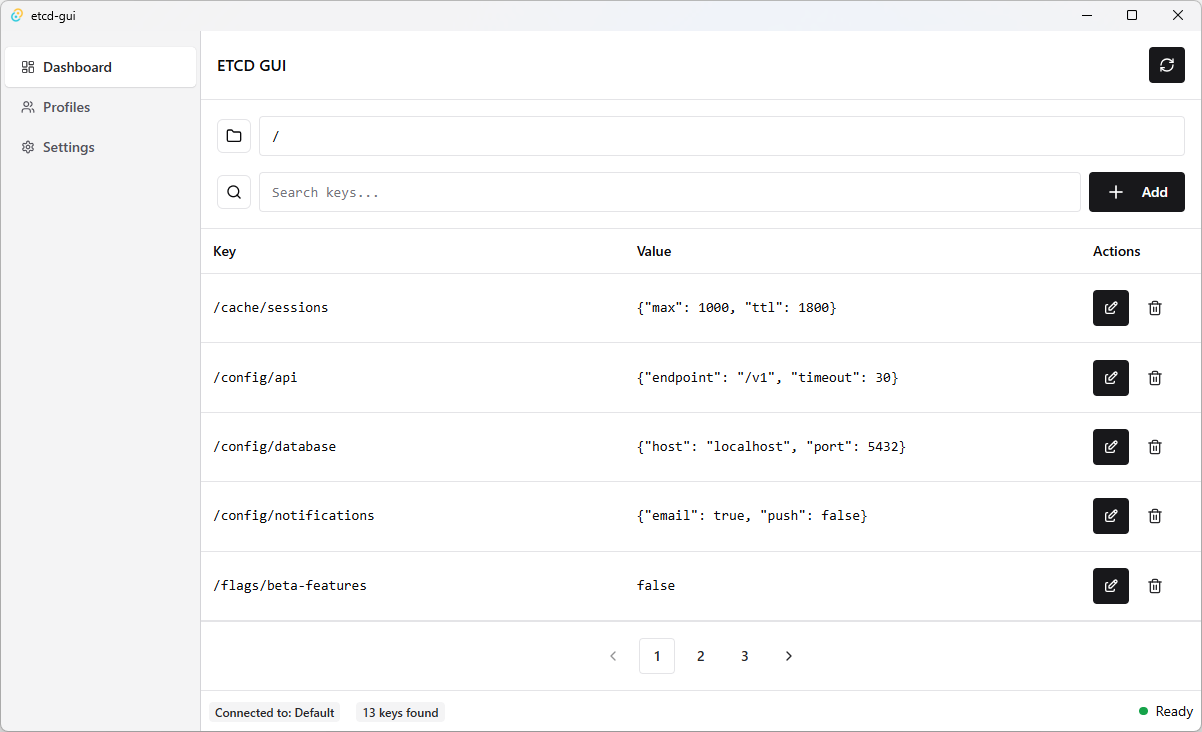 etcd-gui
Dashboard
Profiles
Settings
ETCD GUI
/
Search keys...
Add
Key Value Actions
/cache/sessions {"max": 1000, "ttl": 1800}
/config/api {"endpoint": "/v1", "timeout": 30}
/config/database {"host": "localhost", "port": 5432}
/config/notifications {"email": true, "push": false}
/flags/beta-features false
1 2 3
Connected to: Default 13 keys found Ready